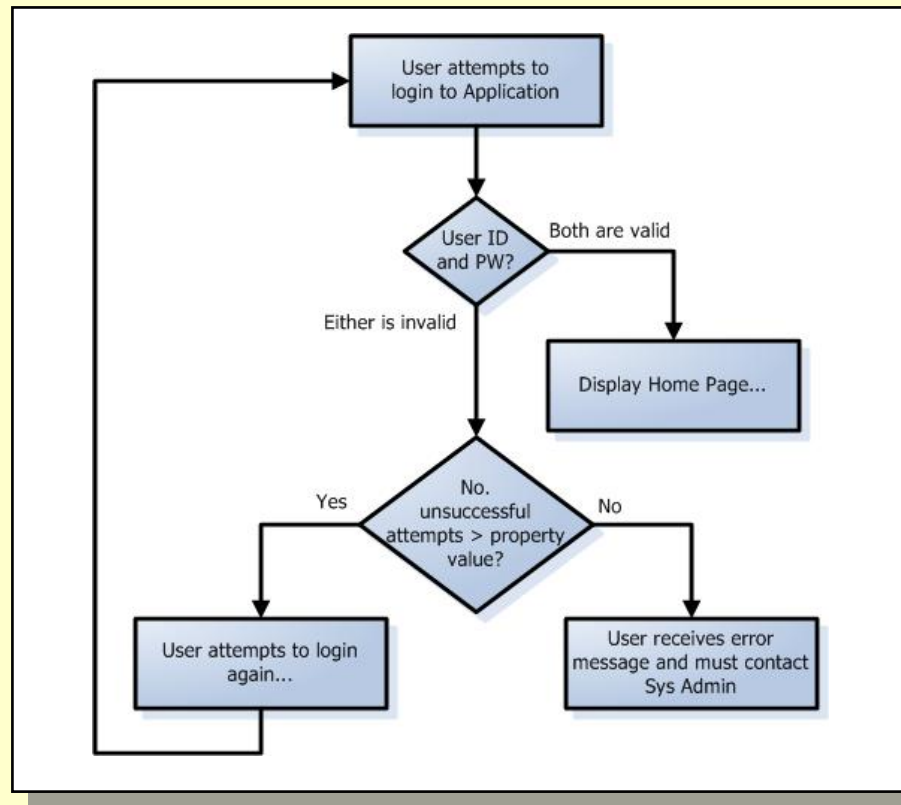 User attempts to
login to Application
User ID
and PW?
Both are valid
Either is invalid
Display Home Page...
No.
unsuccessful
attempts > property
value?
Yes
No
User attempts to login
again...
User receives error
message and must contact
Sys Admin